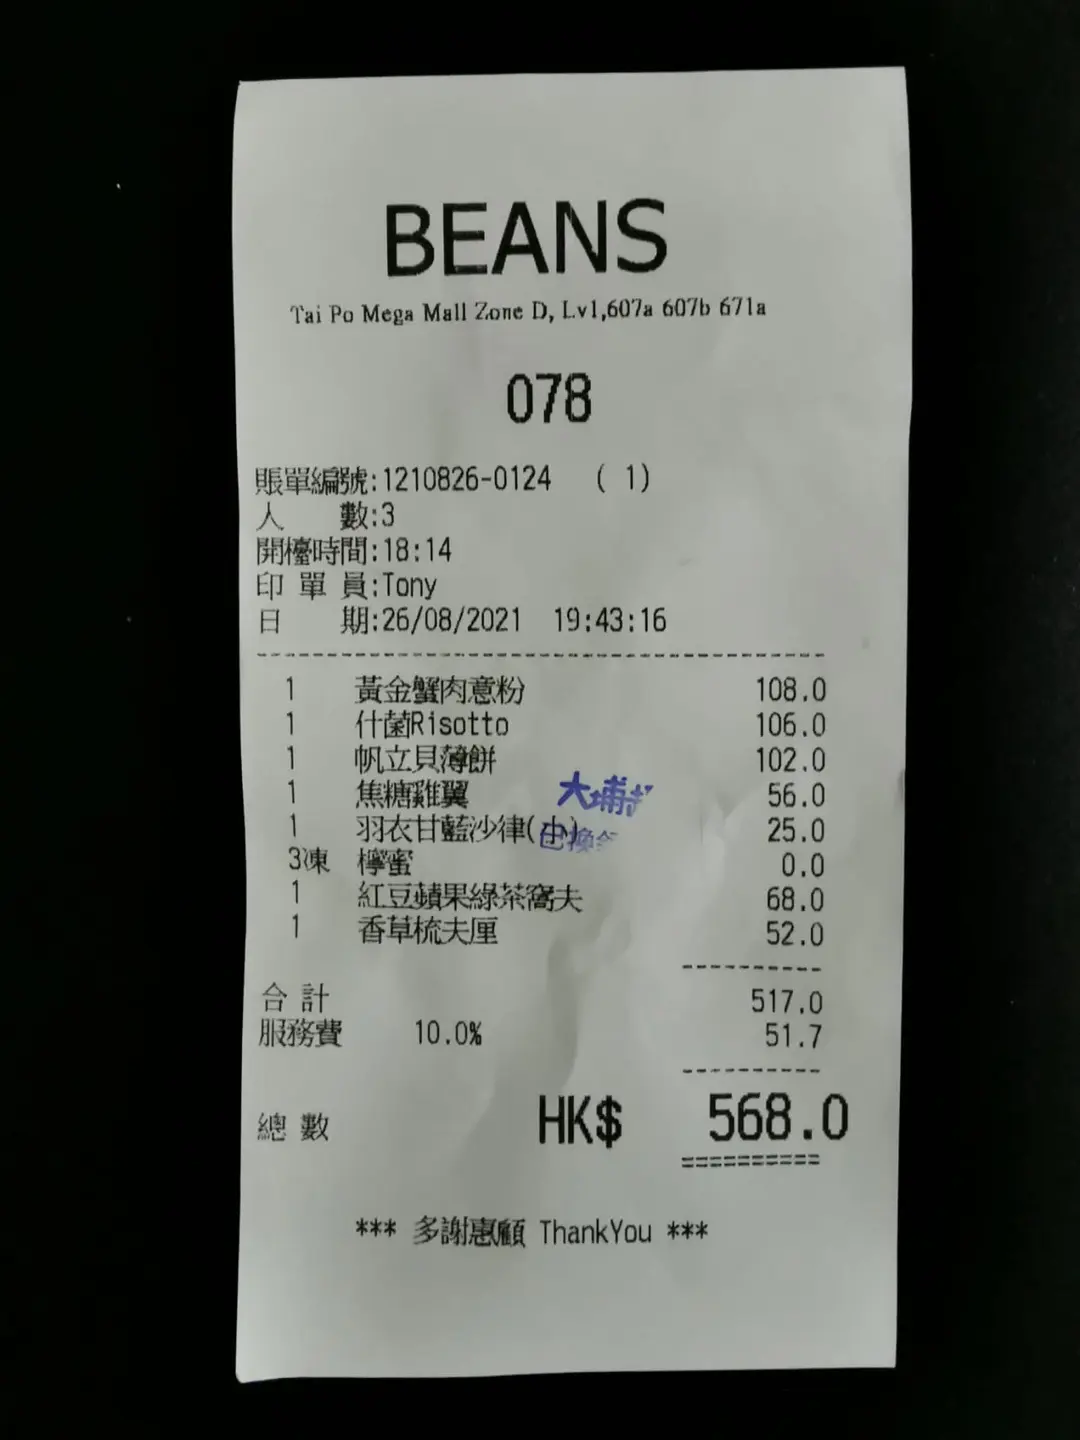 BEANS
Tai Po Mega Mall Zone D, Lv1,607a 607b 671a
078
賬單編號:1210826-0124 ( 1)
人 數:3
開檯時間:18:14
印 單 員:Tony
日 期:26/08/2021 19:43:16
1 黃金蟹肉意粉 108.0
1 什菌Risotto 106.0
1 帆立貝薄餅 102.0
1 焦糖雞翼 56.0
大埔
1 羽衣甘藍沙律(中) 25.0
已換
3凍 檸蜜 0.0
1 紅豆蘋果綠茶窩夫 68.0
1 香草梳夫厘 52.0
合 計 517.0
服務費 10.0% 51.7
總 數 HK$ 568.0
*** 多謝惠顧 ThankYou ***